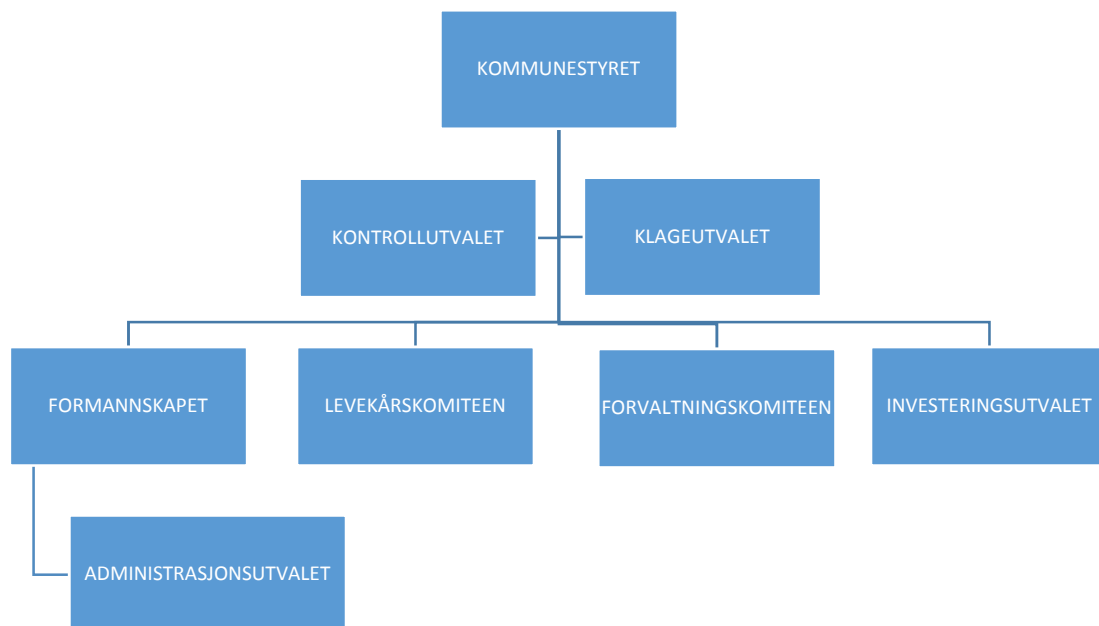 KOMMUNESTYRET
KONTROLLUTVALET
KLAGEUTVALET
FORMANNSKAPET
LEVEKÅRSKOMITEEN
FORVALTNINGSKOMITEEN
INVESTERINGSUTVALET
ADMINISTRASJONSUTVALET